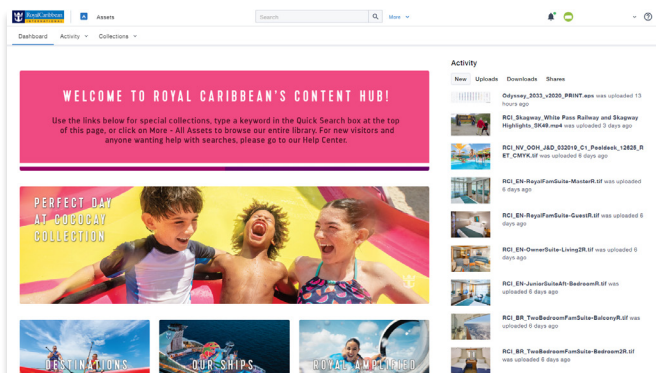 RoyalCaribbean
INTERNATIONAL
A Assets
Search
More
Dashboard Activity Collections
WELCOME TO ROYAL CARIBBEAN'S CONTENT HUB!
Use the links below for special collections, type a keyword in the Quick Search box at the top
of this page, or click on More - All Assets to browse our entire library. For new visitors and
anyone wanting help with searches, please go to our Help Center.
PERFECT DAY
AT COCOCAY
COLLECTION
DESTINATIONS
OUR SHIPS
ROYAL AMPLIFIED
Activity
New Uploads Downloads Shares
Odyssey_2033_v2020_PRINT.eps was uploaded 13
hours ago
RCI_Skagway_White Pass Railway and Skagway
Highlights_SK49.mp4 was uploaded 3 days ago
RCI_NV_OOH_J&D_032019_C1_Pooldeck_12625_R
ET_CMYK.tif was uploaded 6 days ago
RCI_EN-RoyalFamSuite-MasterR.tif was uploaded
6 days ago
RCI_EN-RoyalFamSuite-GuestR.tif was uploaded 6
days ago
RCI_EN-OwnerSuite-Living2R.tif was uploaded 6
days ago
RCI_EN-JuniorSuiteAft-BedroomR.tif was
uploaded 6 days ago
RCI_BR_TwoBedroomFamSuite-BalconyR.tif was
uploaded 6 days ago
RCI_BR_TwoBedroomFamSuite-Bedroom2R.tif
was uploaded 6 days ago